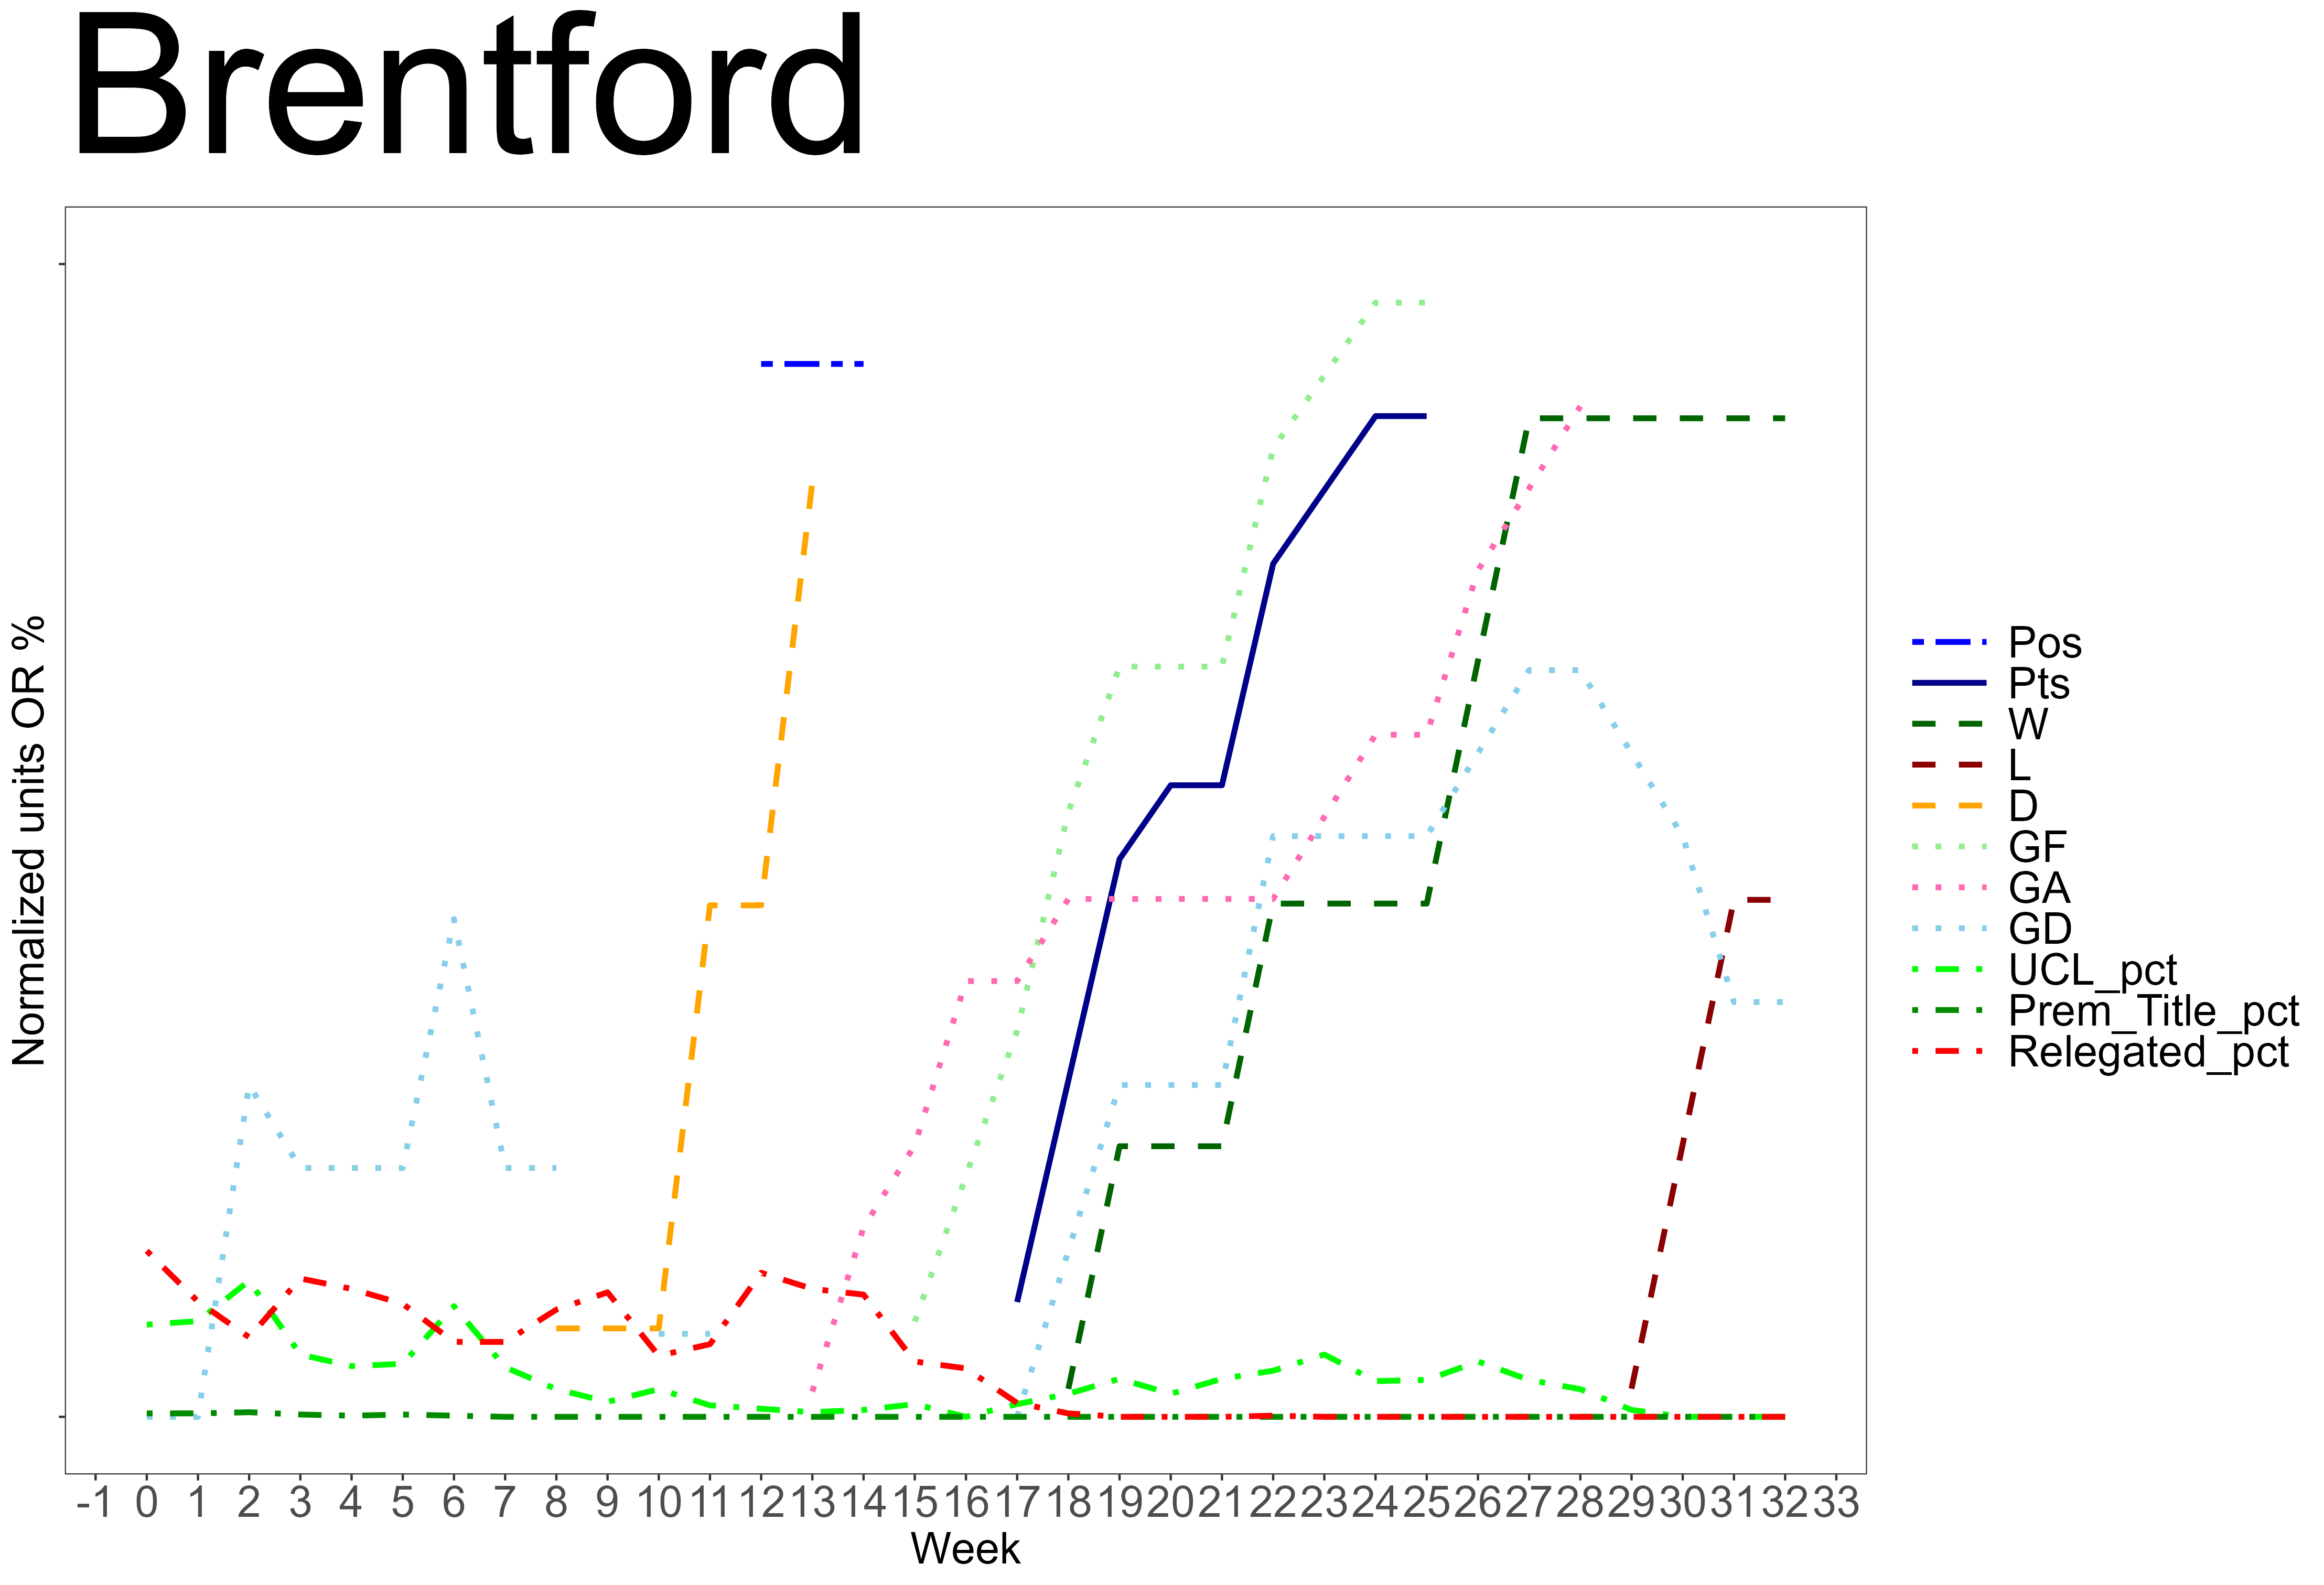 Brentford
Normalized units OR %
Pos
Pts
W
L
D
GF
GA
GD
UCL_pct
Prem_Title_pct
Relegated_pct
-1 0 1 2 3 4 5 6 7 8 9 10 11 12 13 14 15 16 17 18 19 20 21 22 23 24 25 26 27 28 29 30 31 32 33
Week